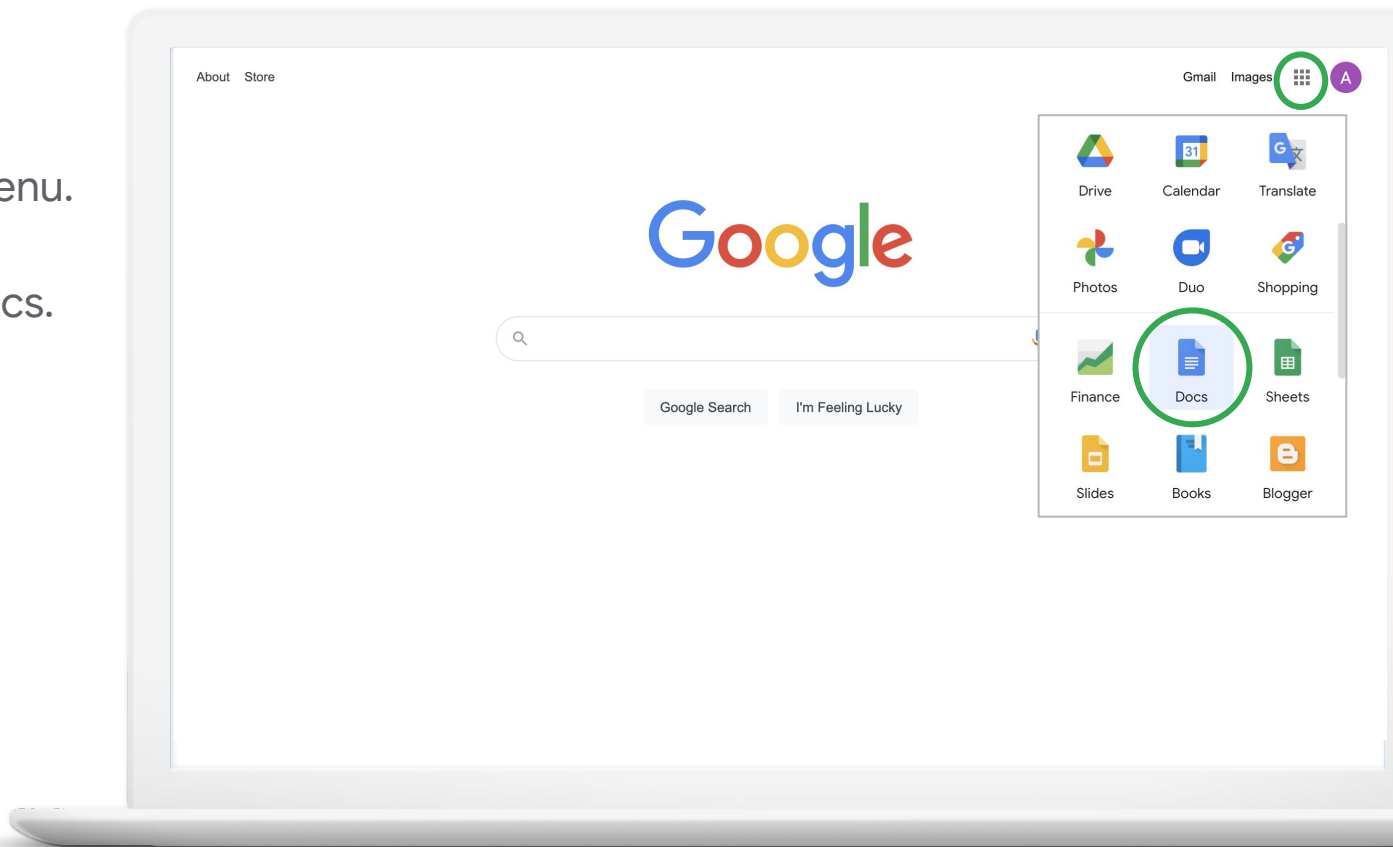 About Store
Gmail Images A
enu.
cs.
Google
Google Search I'm Feeling Lucky
31 G 文
Drive Calendar Translate
G
Photos Duo Shopping
Finance Docs Sheets
Slides Books Blogger